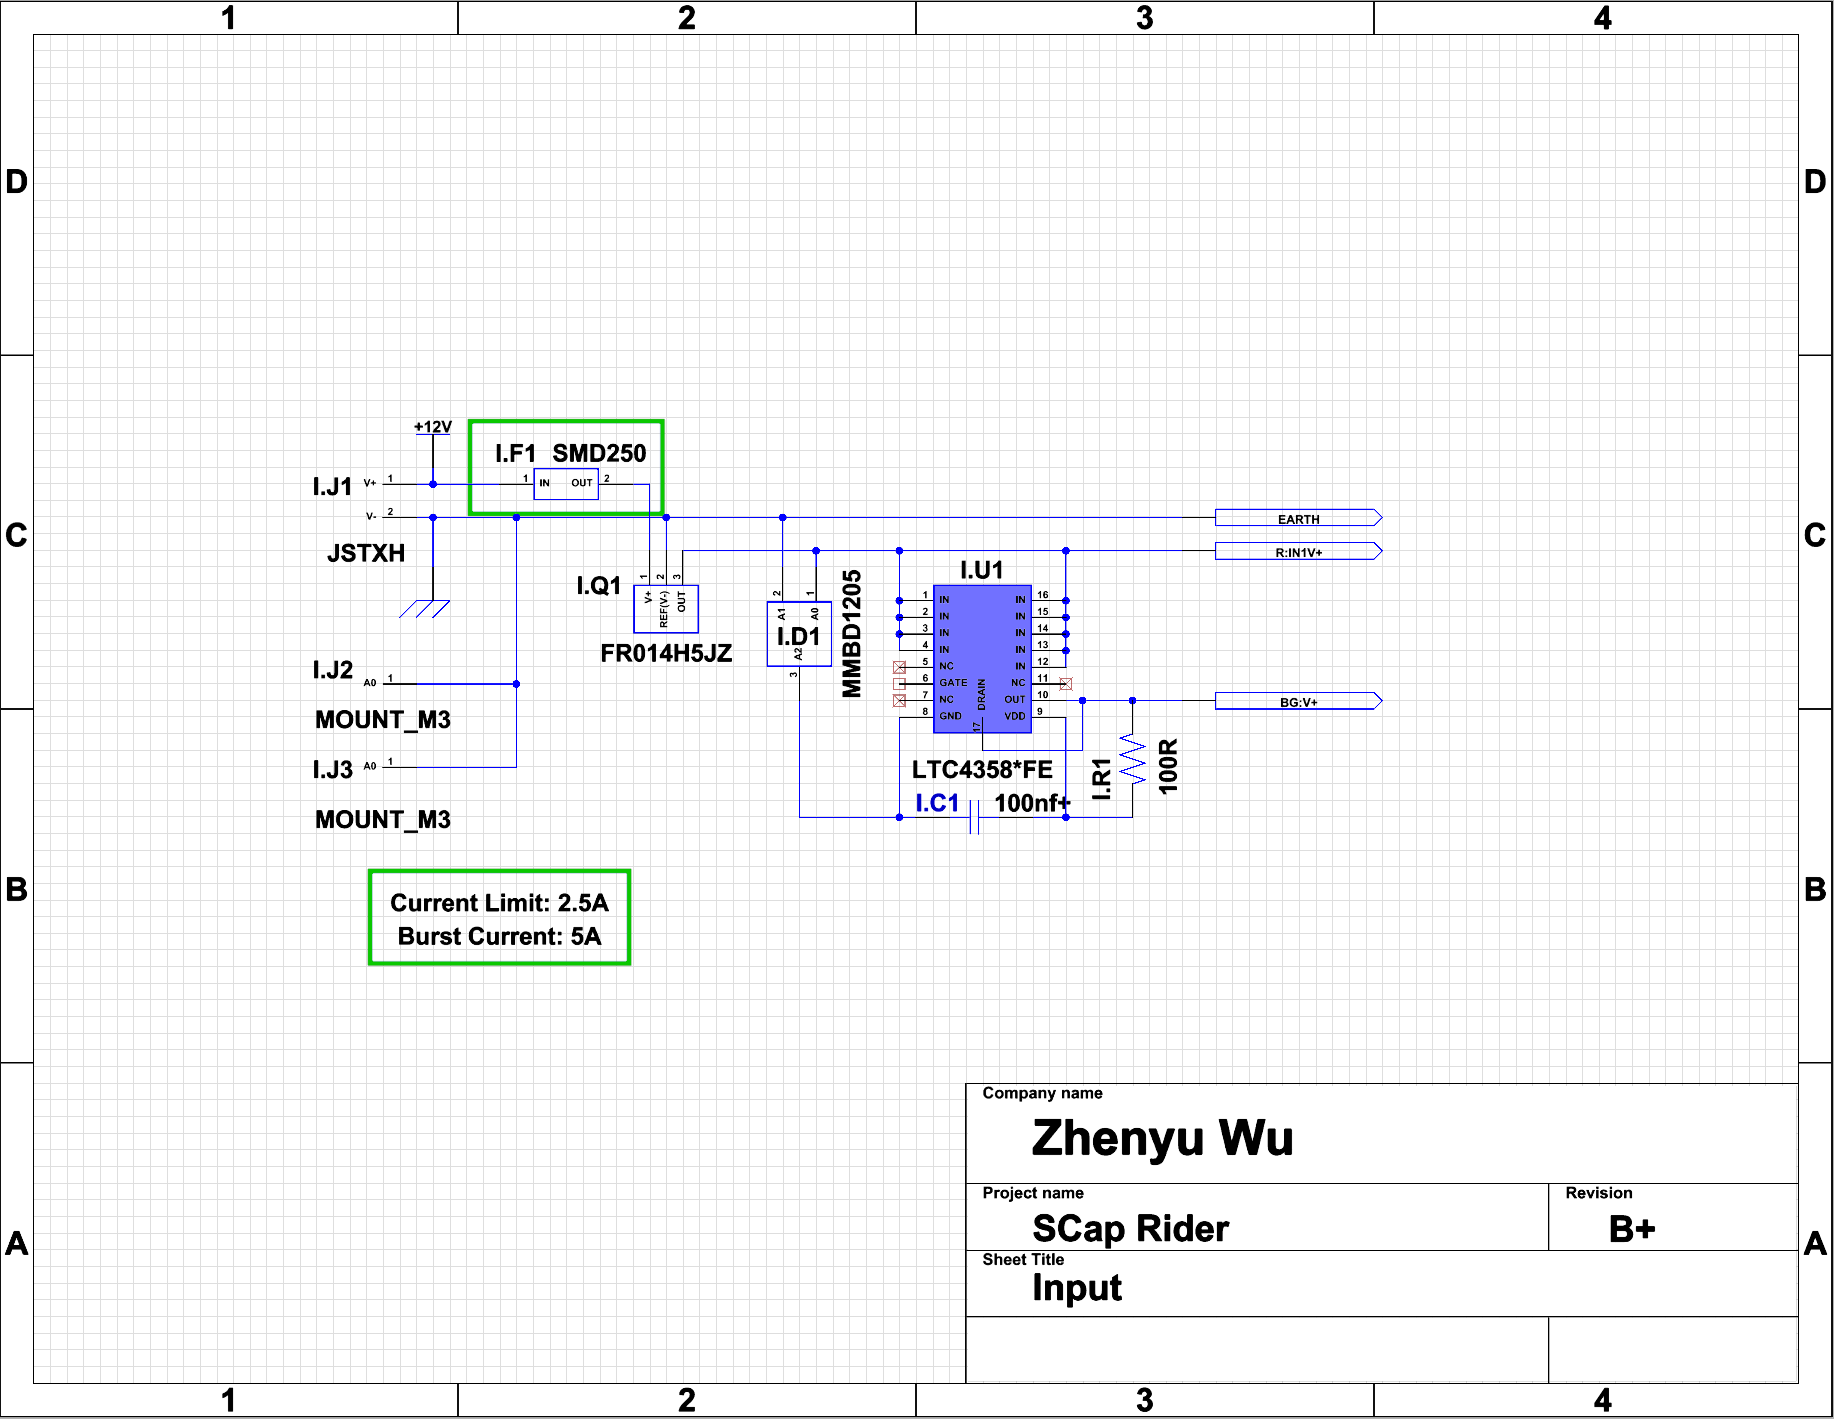 1 2 3 4
D D
+12V
I.F1 SMD250
I.J1 V+ 1
1 IN OUT 2
V- 2
EARTH
C C
JSTXH
R:IN1V+
I.Q1
1 2 3
V+ REF(V-) OUT
FR014H5JZ
2 1
A1 A0
I.D1
A2
3
MMBD1205
I.U1
1 IN IN 16
2 IN IN 15
3 IN IN 14
4 IN IN 13
5 NC IN 12
6 GATE NC 11
7 NC OUT 10
8 GND VDD 9
DRAIN
17
BG:V+
LTC4358*FE
I.C1 100nf+
I.R1
100R
I.J2
A0 1
MOUNT_M3
I.J3 A0 1
MOUNT_M3
B B
Current Limit: 2.5A
Burst Current: 5A
Company name
Zhenyu Wu
Project name Revision
SCap Rider B+
A A
Sheet Title
Input
1 2 3 4